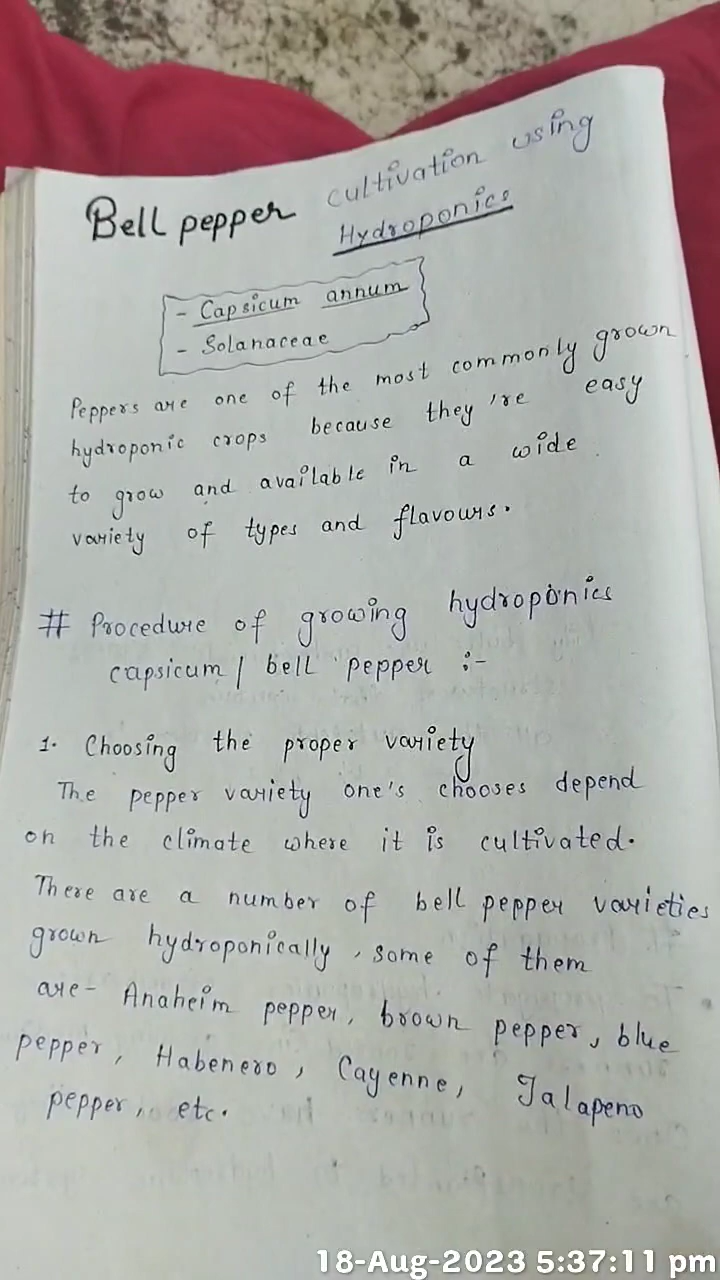 Bell pepper cultivation using
Hydroponics
- Capsicum annum
- Solanaceae
Peppers are one of the most commonly grown
hydroponic crops because they're easy
to grow and available in a wide
variety of types and flavours.
# Procedure of growing hydroponics
capsicum / bell pepper :-
1. Choosing the proper variety
The pepper variety one's chooses depend
on the climate where it is cultivated.
There are a number of bell pepper varieties
grown hydroponically, some of them
are - Anaheim pepper, brown pepper, blue
pepper, Habenero, Cayenne, Jalapeno
pepper, etc.
18-Aug-2023 5:37:11 pm